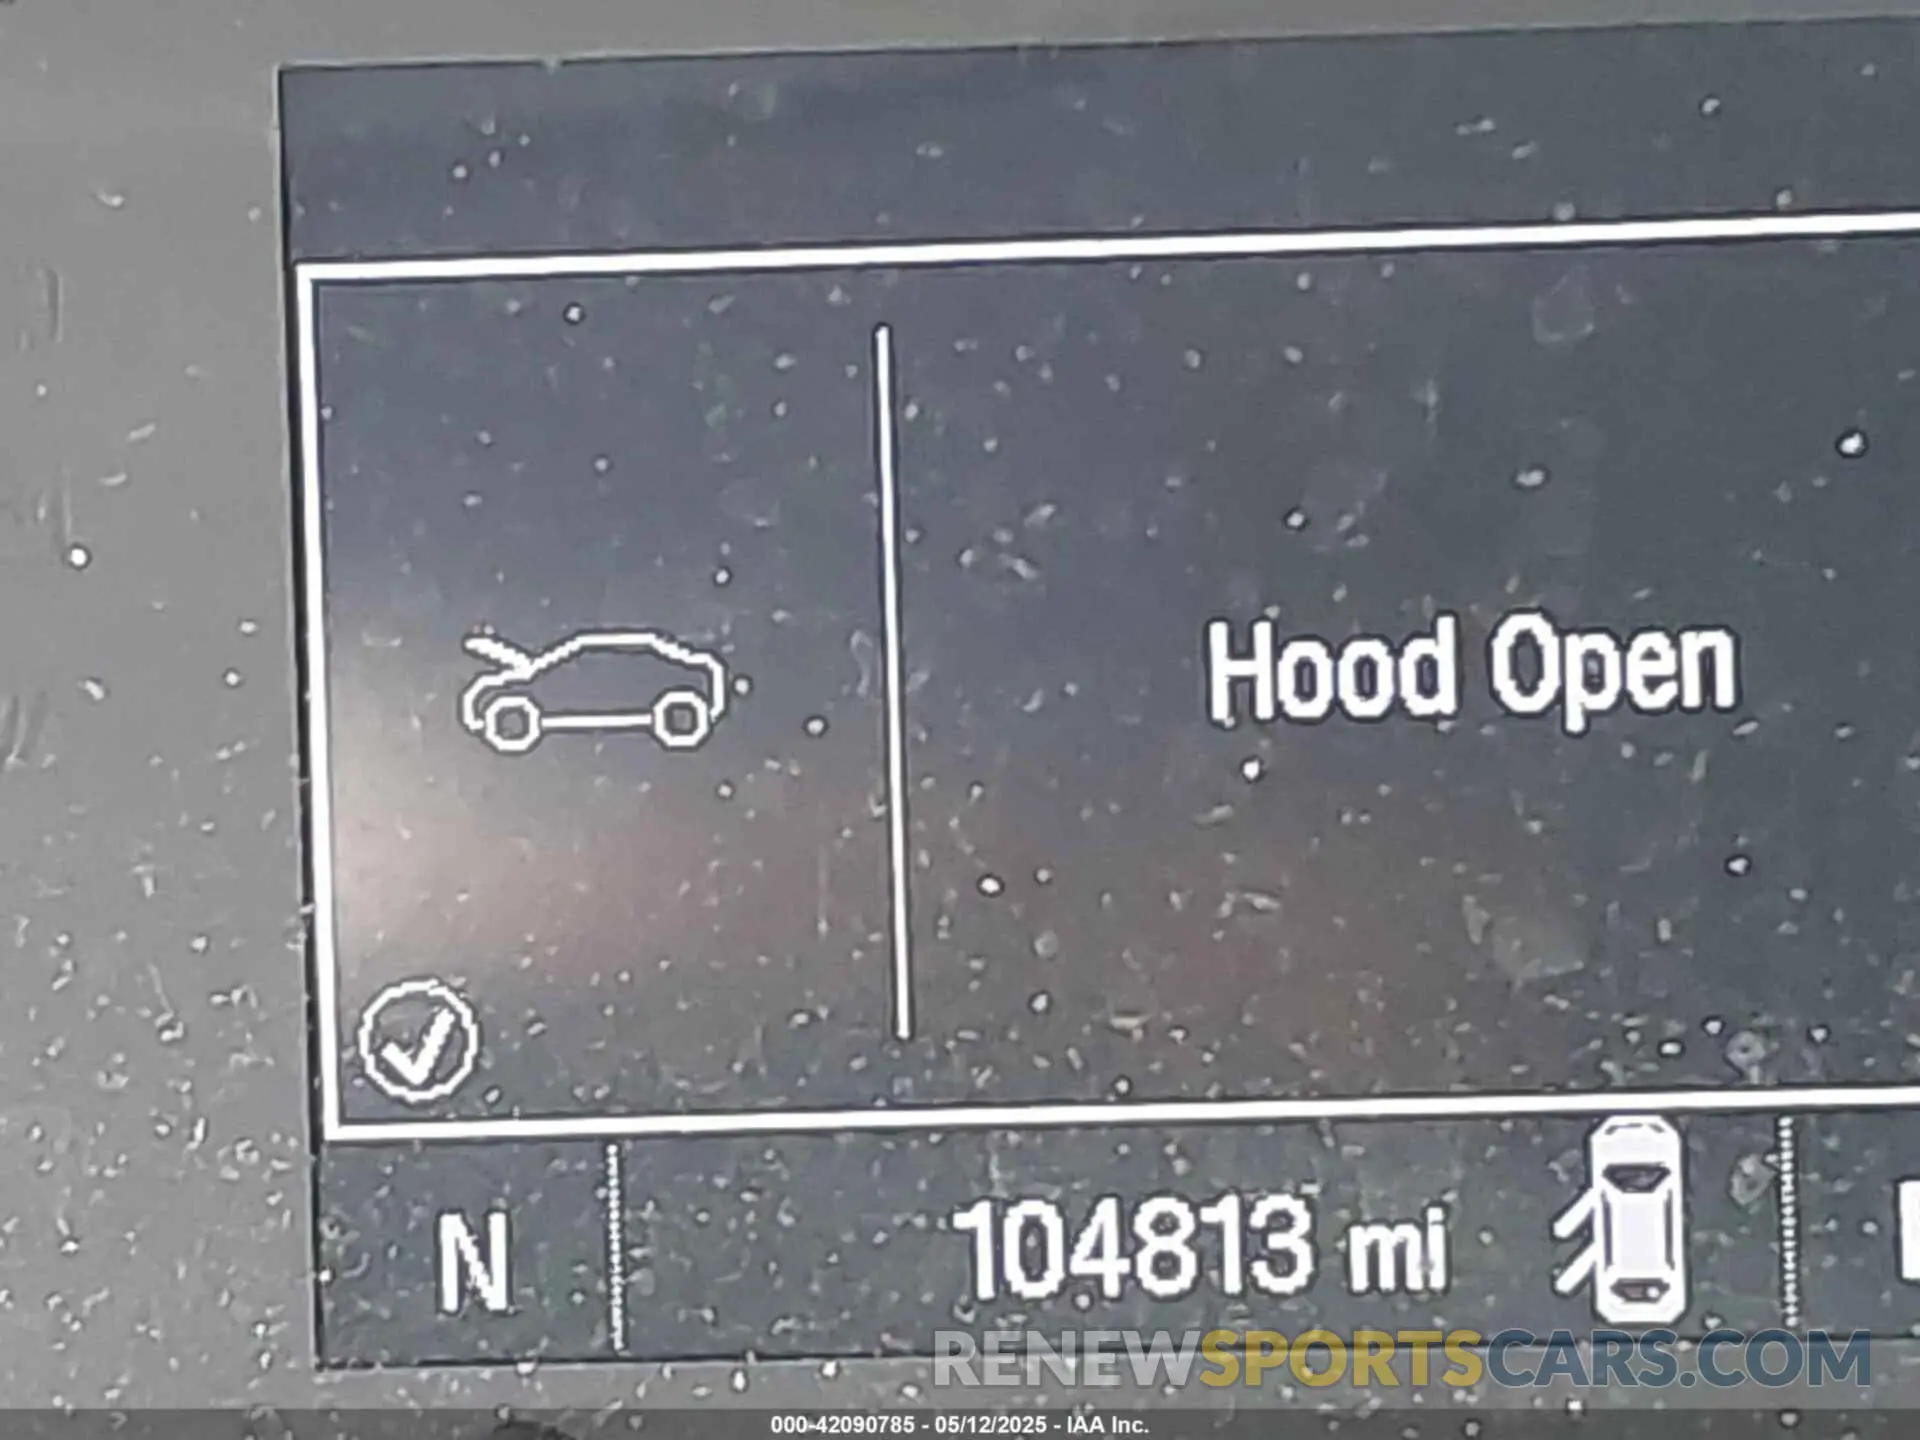 Hood Open
N 104813 mi
RENEWSPORTSCARS.COM
000-42090785 - 05/12/2025 - IAA Inc.